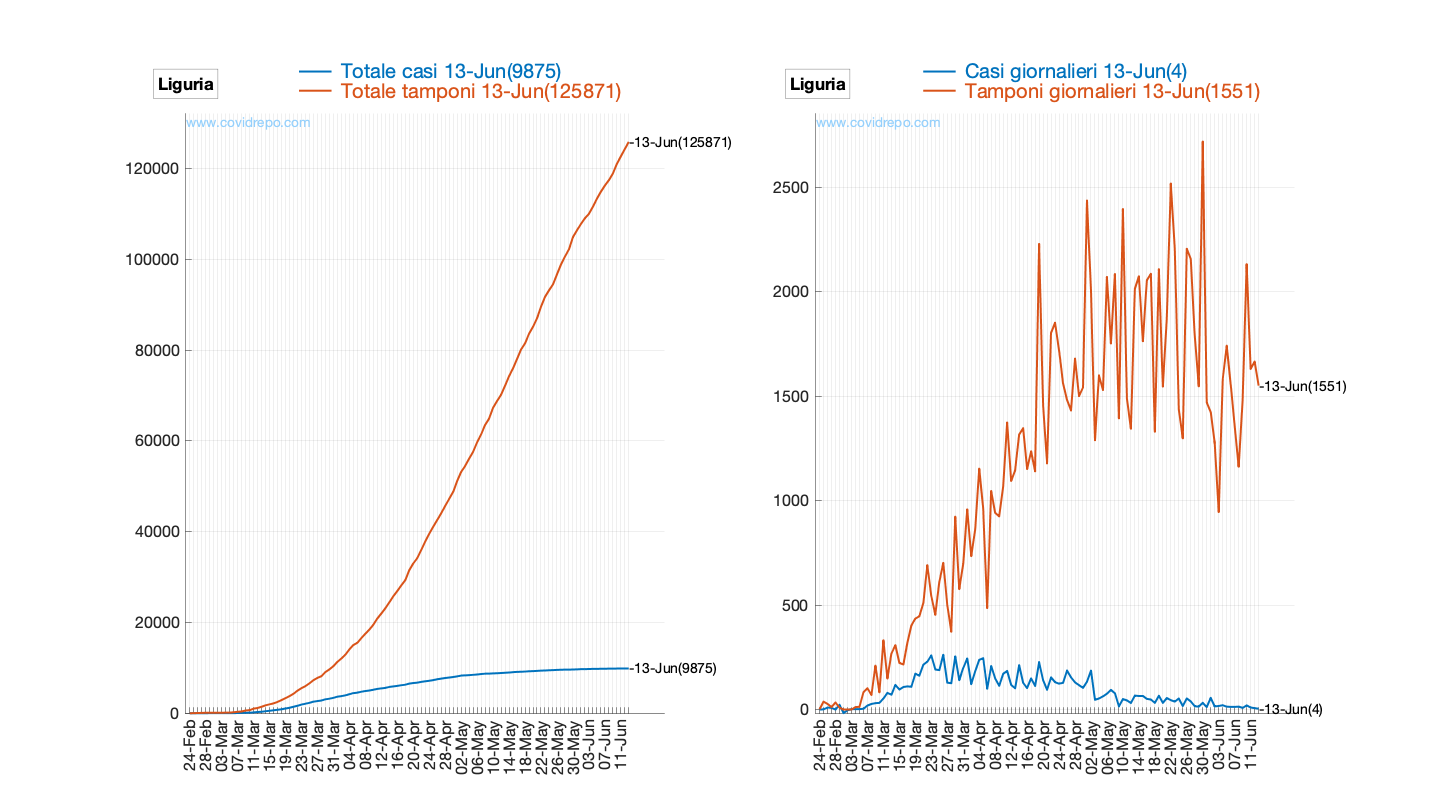 Liguria
Totale casi 13-Jun(9875)
Totale tamponi 13-Jun(125871)
www.covidrepo.com
13-Jun(125871)
120000
100000
80000
60000
40000
20000
0
13-Jun(9875)
24-Feb
28-Feb
03-Mar
07-Mar
11-Mar
15-Mar
19-Mar
23-Mar
27-Mar
31-Mar
04-Apr
08-Apr
12-Apr
16-Apr
20-Apr
24-Apr
28-Apr
02-May
06-May
10-May
14-May
18-May
22-May
26-May
30-May
03-Jun
07-Jun
11-Jun
Liguria
Casi giornalieri 13-Jun(4)
Tamponi giornalieri 13-Jun(1551)
www.covidrepo.com
2500
2000
1500
1000
500
0
13-Jun(1551)
13-Jun(4)
24-Feb
28-Feb
03-Mar
07-Mar
11-Mar
15-Mar
19-Mar
23-Mar
27-Mar
31-Mar
04-Apr
08-Apr
12-Apr
16-Apr
20-Apr
24-Apr
28-Apr
02-May
06-May
10-May
14-May
18-May
22-May
26-May
30-May
03-Jun
07-Jun
11-Jun